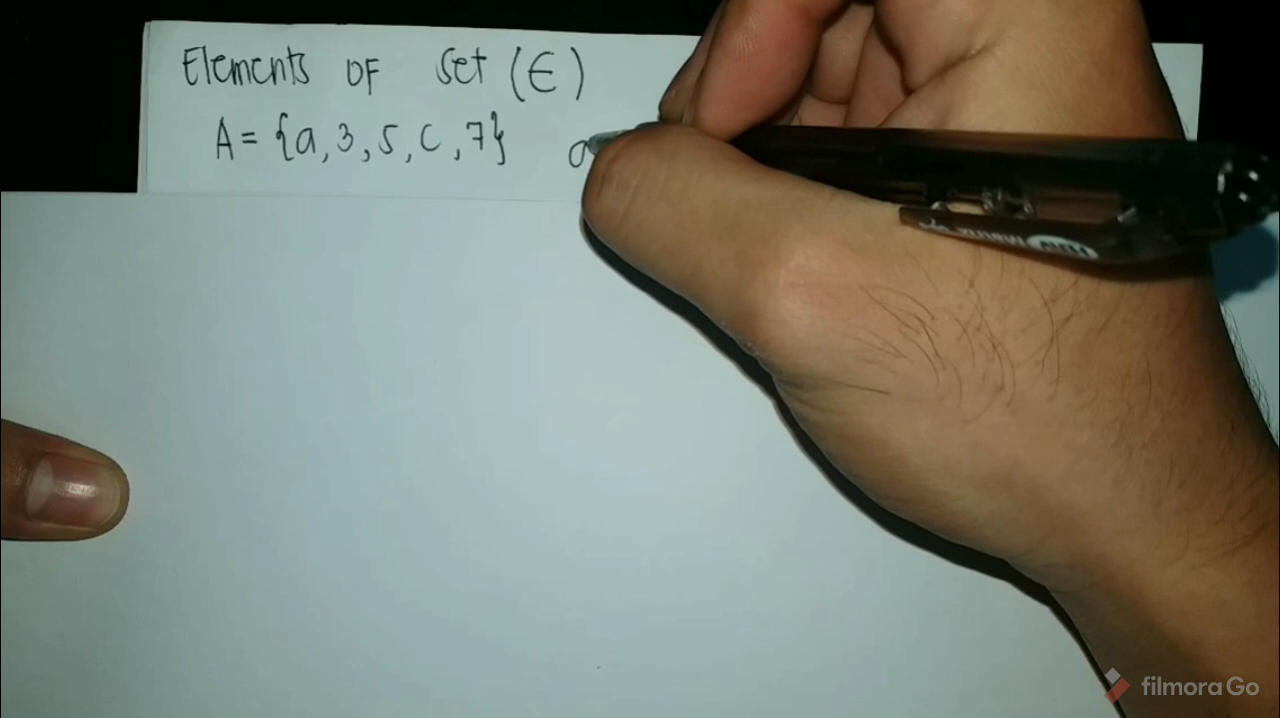 Elements OF Set (∈)
A = {a, 3, 5, C, 7} a
filmora Go